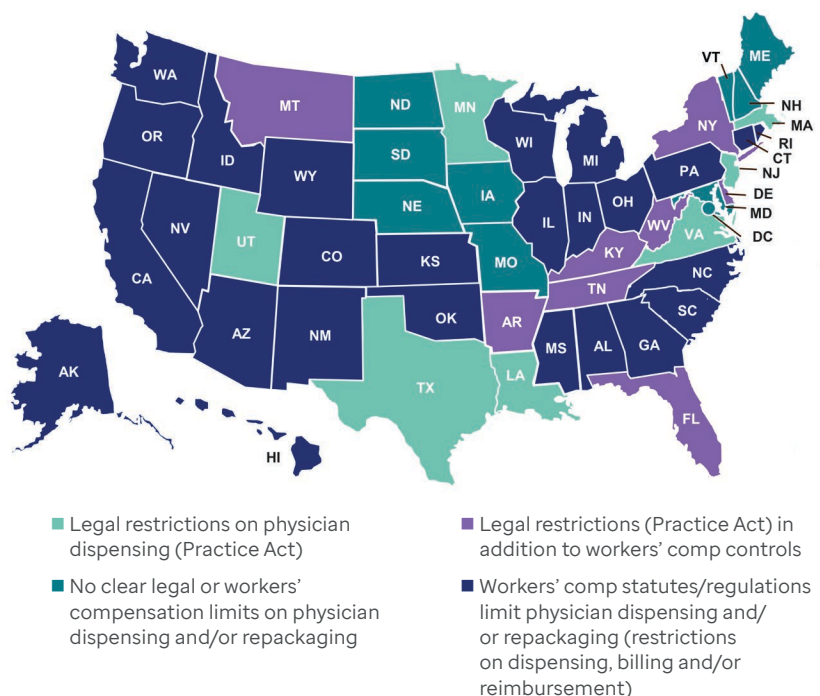 WA
OR
CA
NV
ID
MT
WY
UT
AZ
CO
NM
ND
SD
NE
KS
OK
TX
MN
IA
MO
AR
LA
WI
IL
MI
IN
OH
KY
TN
MS
AL
GA
FL
SC
NC
VA
WV
PA
NY
VT
ME
NH
MA
RI
CT
NJ
DE
MD
DC
AK
HI
Legal restrictions on physician
dispensing (Practice Act)
No clear legal or workers’
compensation limits on physician
dispensing and/or repackaging
Legal restrictions (Practice Act) in
addition to workers’ comp controls
Workers’ comp statutes/regulations
limit physician dispensing and/
or repackaging (restrictions
on dispensing, billing and/or
reimbursement)